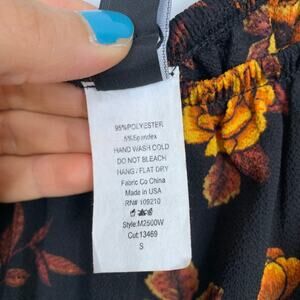 95%POLYESTER
5%Spandex
HAND WASH COLD
DO NOT BLEACH
HANG / FLAT DRY
Fabric Co China
Made in USA
RN# 109210
Style:M2500W
Cut:13469
S